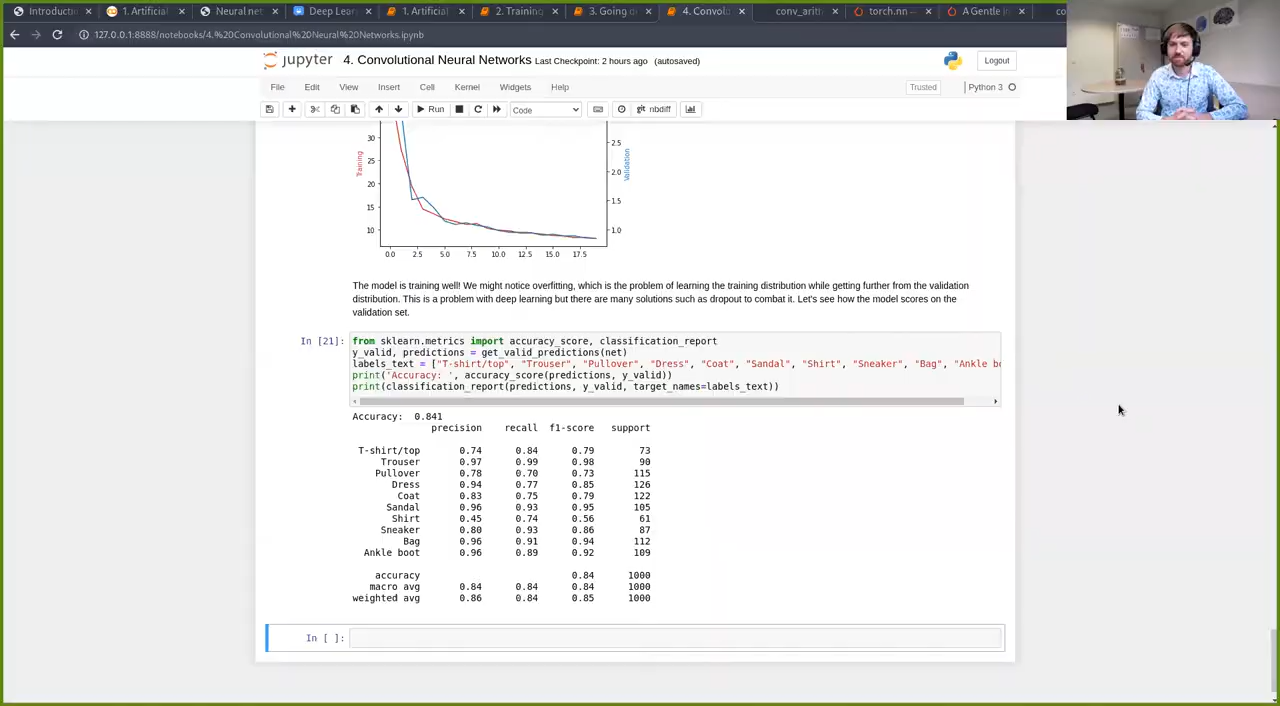 Introducti
1. Artificial
Neural net
Deep Lear
1. Artificial
2. Training
3. Going o
4. Convolu
conv_arith
torch.nn —
A Gentle i
co
127.0.0.1:8888/notebooks/4.%20Convolutional%20Neural%20Networks.ipynb
jupyter 4. Convolutional Neural Networks Last Checkpoint: 2 hours ago (autosaved)
Logout
File Edit View Insert Cell Kernel Widgets Help
Trusted
Python 3
Run
Code
nbdiff
30
25
20
15
10
Training
2.5
2.0
1.5
1.0
Validation
0.0 2.5 5.0 7.5 10.0 12.5 15.0 17.5
The model is training well! We might notice overfitting, which is the problem of learning the training distribution while getting further from the validation
distribution. This is a problem with deep learning but there are many solutions such as dropout to combat it. Let's see how the model scores on the
validation set.
In [21]:
from sklearn.metrics import accuracy_score, classification_report
y_valid, predictions = get_valid_predictions(net)
labels_text = ["T-shirt/top", "Trouser", "Pullover", "Dress", "Coat", "Sandal", "Shirt", "Sneaker", "Bag", "Ankle bo
print('Accuracy: ', accuracy_score(predictions, y_valid))
print(classification_report(predictions, y_valid, target_names=labels_text))
Accuracy: 0.841
precision recall f1-score support
T-shirt/top 0.74 0.84 0.79 73
Trouser 0.97 0.99 0.98 90
Pullover 0.78 0.70 0.73 115
Dress 0.94 0.77 0.85 126
Coat 0.83 0.75 0.79 122
Sandal 0.96 0.93 0.95 105
Shirt 0.45 0.74 0.56 61
Sneaker 0.80 0.93 0.86 87
Bag 0.96 0.91 0.94 112
Ankle boot 0.96 0.89 0.92 109
accuracy 0.84 1000
macro avg 0.84 0.84 0.84 1000
weighted avg 0.86 0.84 0.85 1000
In [ ]: